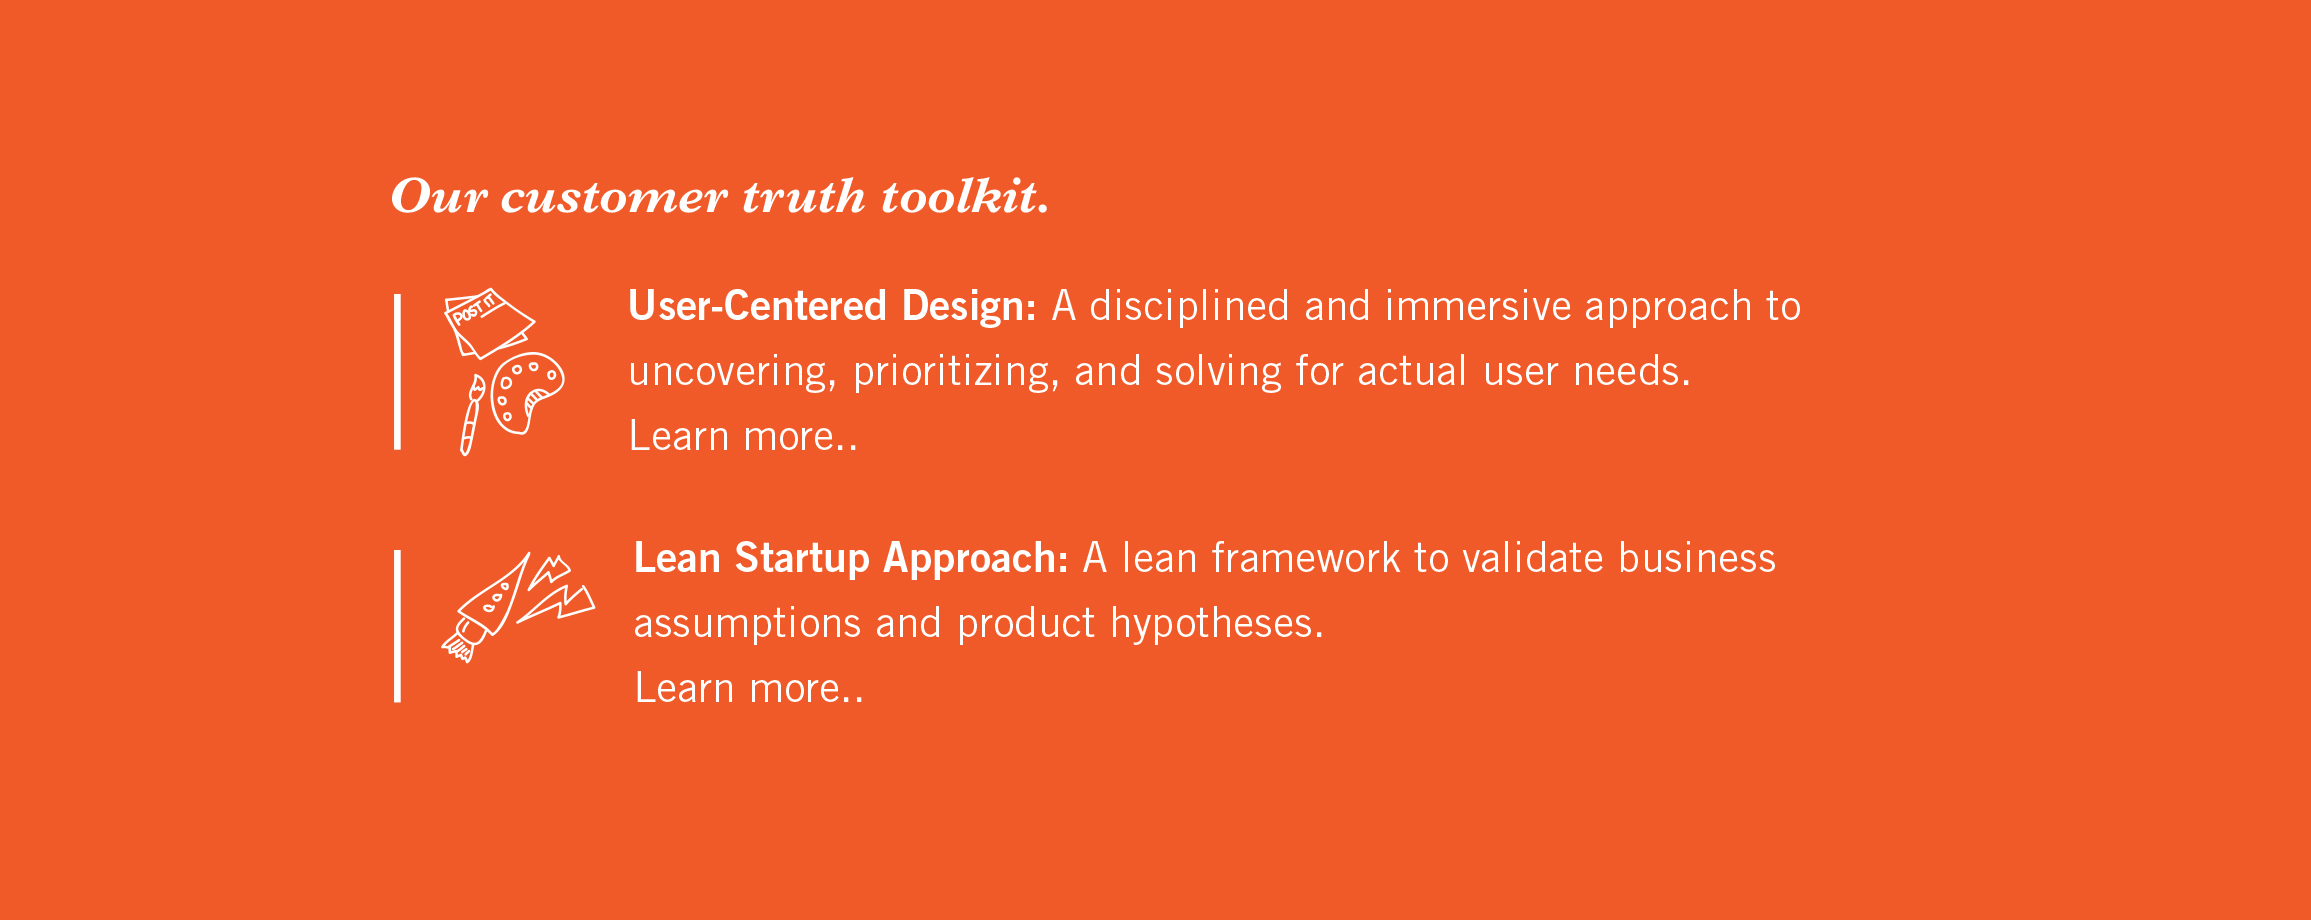 Our customer truth toolkit.
POST IT
User-Centered Design: A disciplined and immersive approach to
uncovering, prioritizing, and solving for actual user needs.
Learn more..
Lean Startup Approach: A lean framework to validate business
assumptions and product hypotheses.
Learn more..